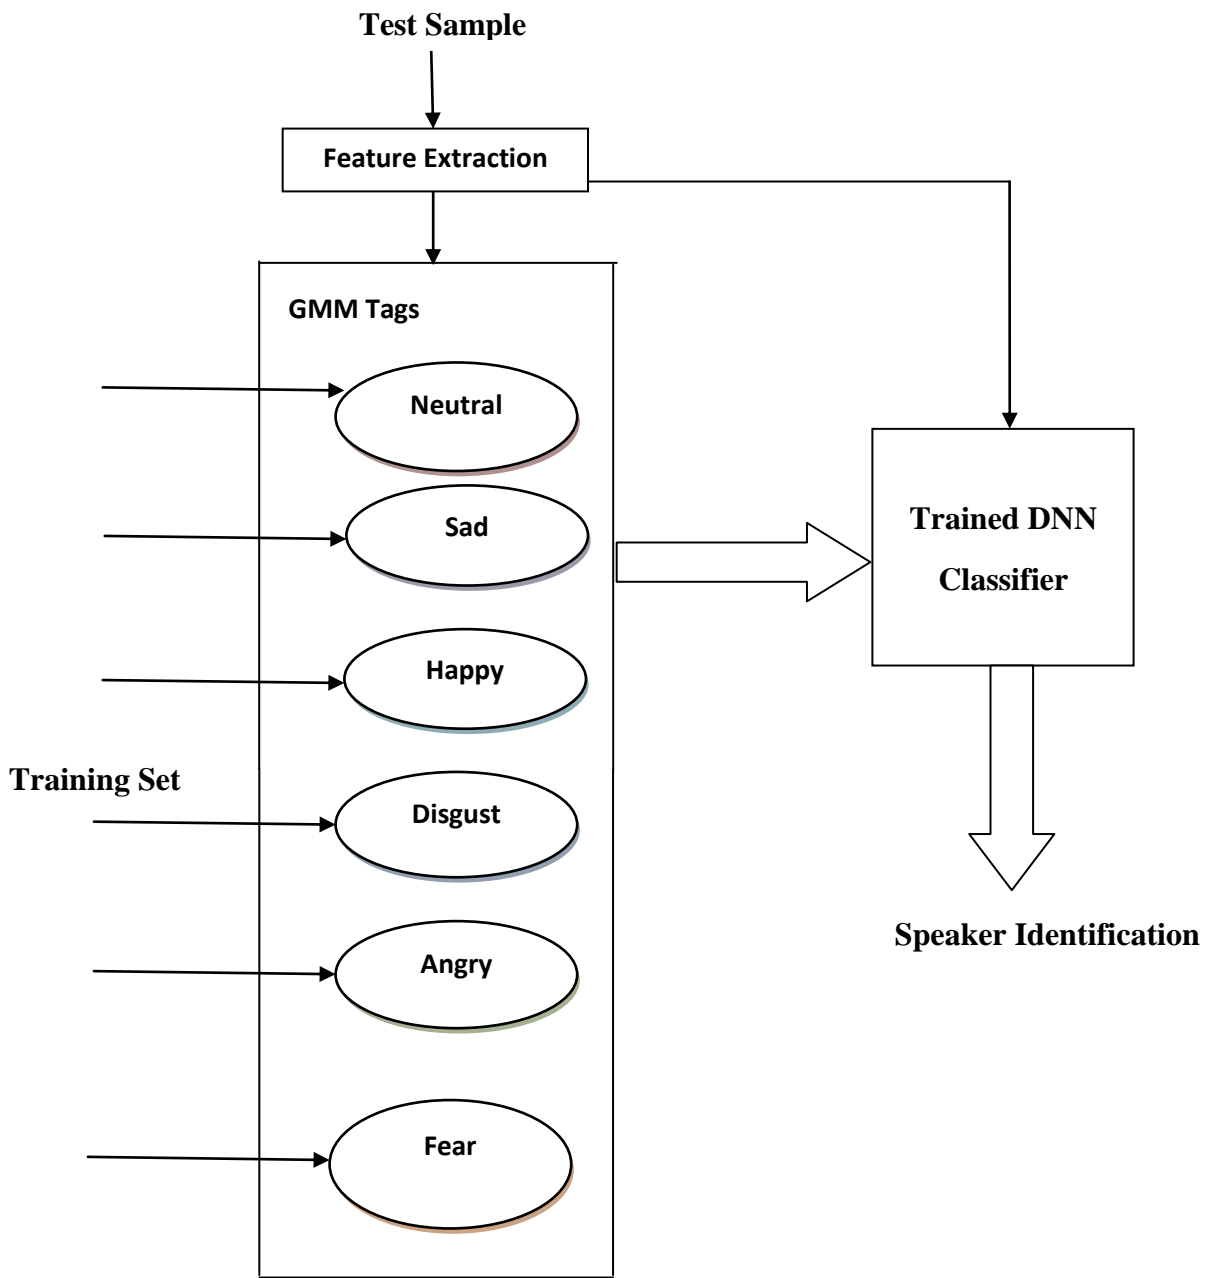 Test Sample
Feature Extraction
GMM Tags
Neutral
Sad
Happy
Training Set
Disgust
Angry
Fear
Trained DNN
Classifier
Speaker Identification